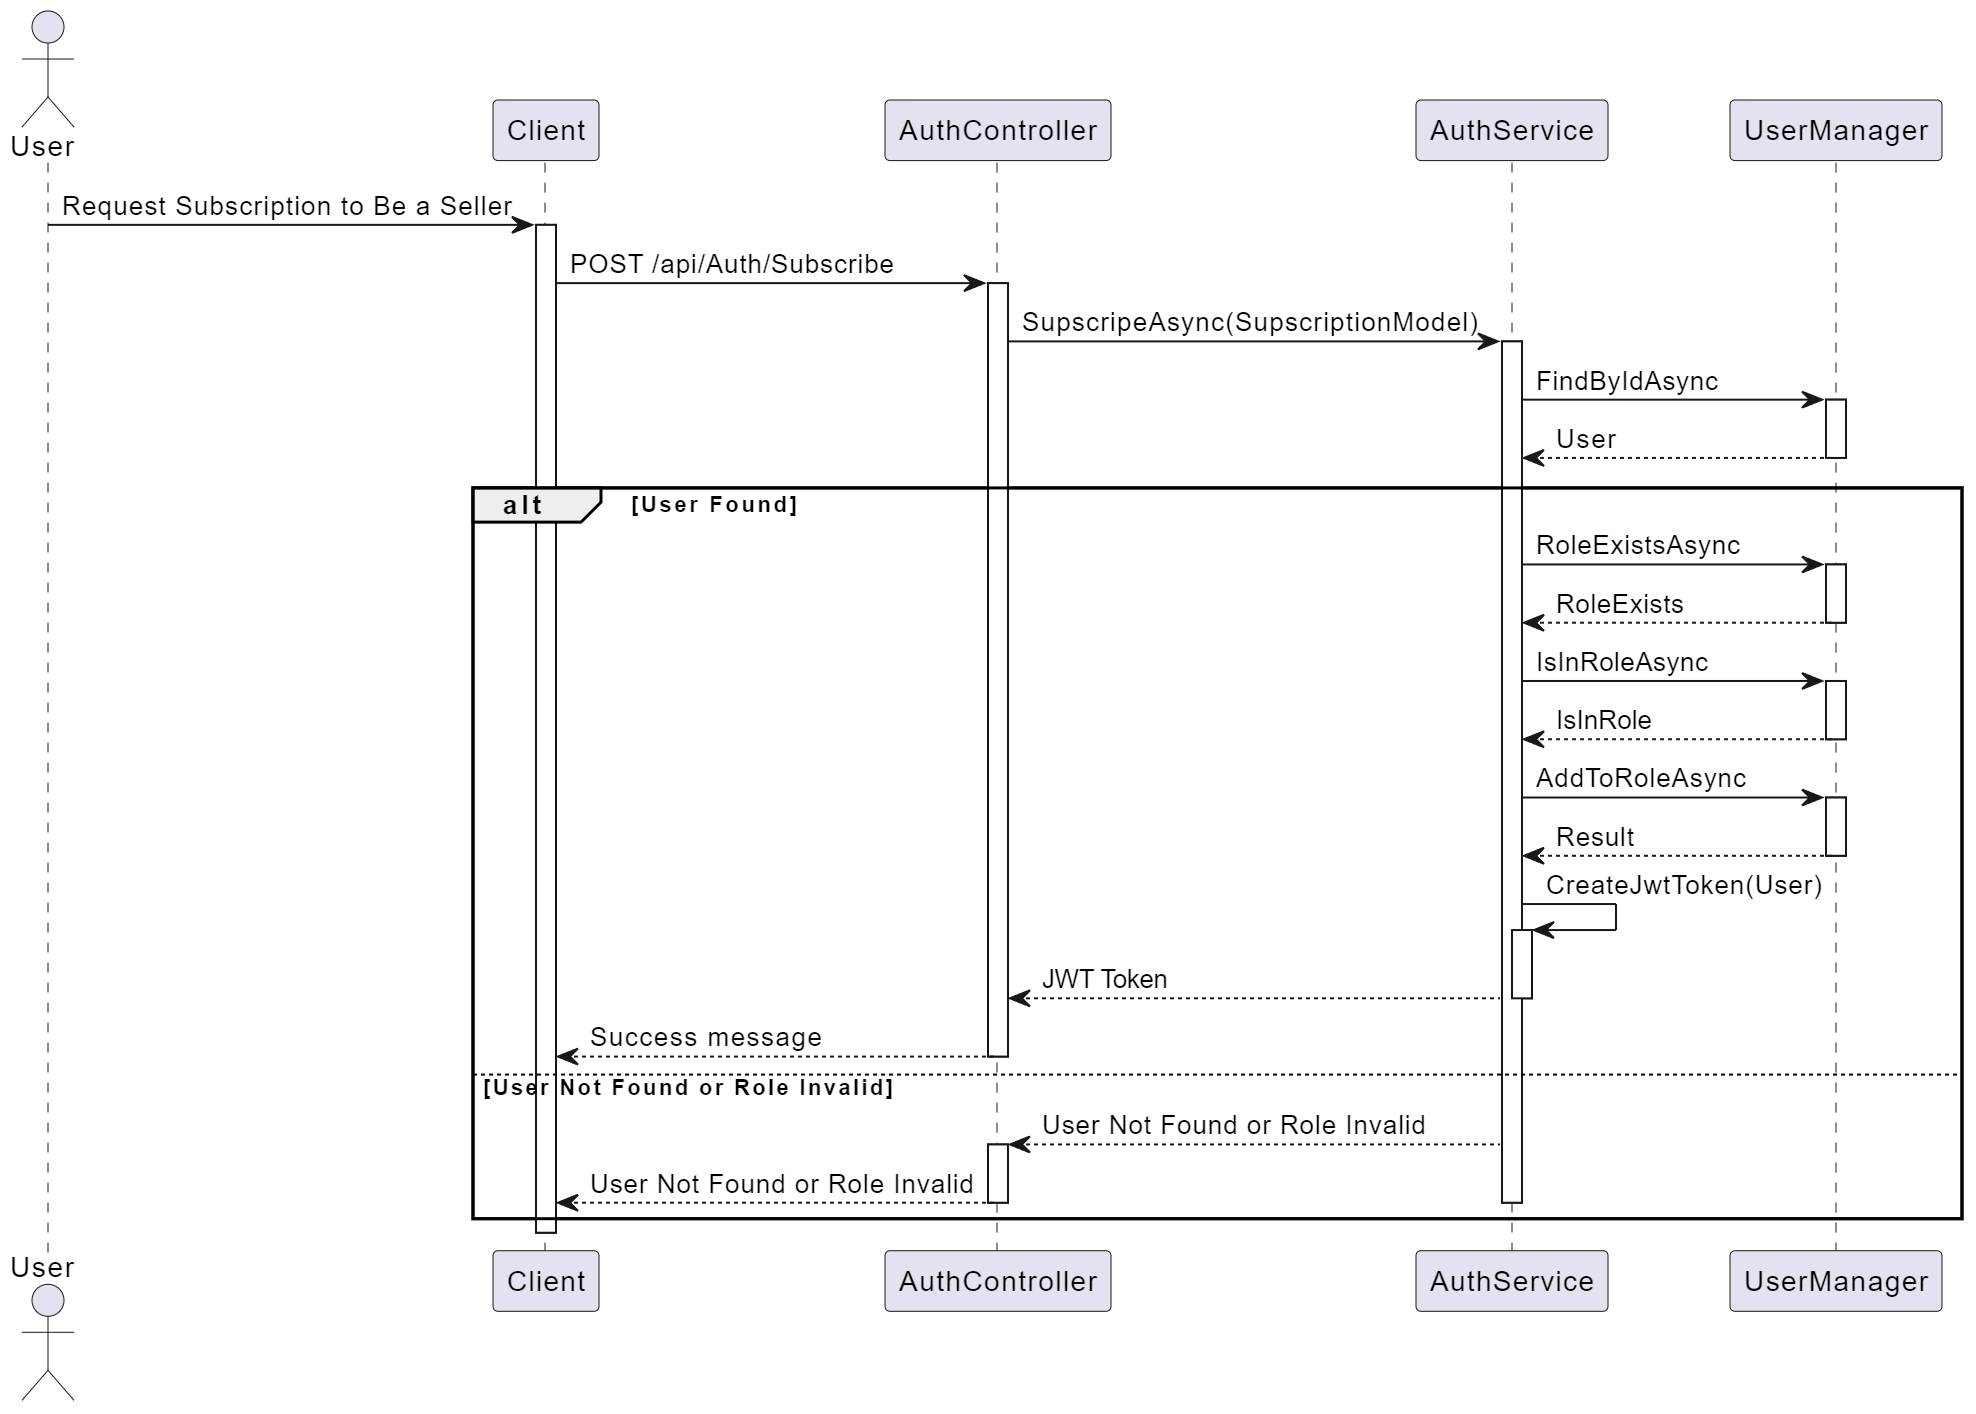 User
Client
AuthController
AuthService
UserManager
Request Subscription to Be a Seller
POST /api/Auth/Subscribe
SupscripeAsync(SupscriptionModel)
FindByIdAsync
User
alt [User Found]
RoleExistsAsync
RoleExists
IsInRoleAsync
IsInRole
AddToRoleAsync
Result
CreateJwtToken(User)
JWT Token
Success message
[User Not Found or Role Invalid]
User Not Found or Role Invalid
User Not Found or Role Invalid
User
Client
AuthController
AuthService
UserManager